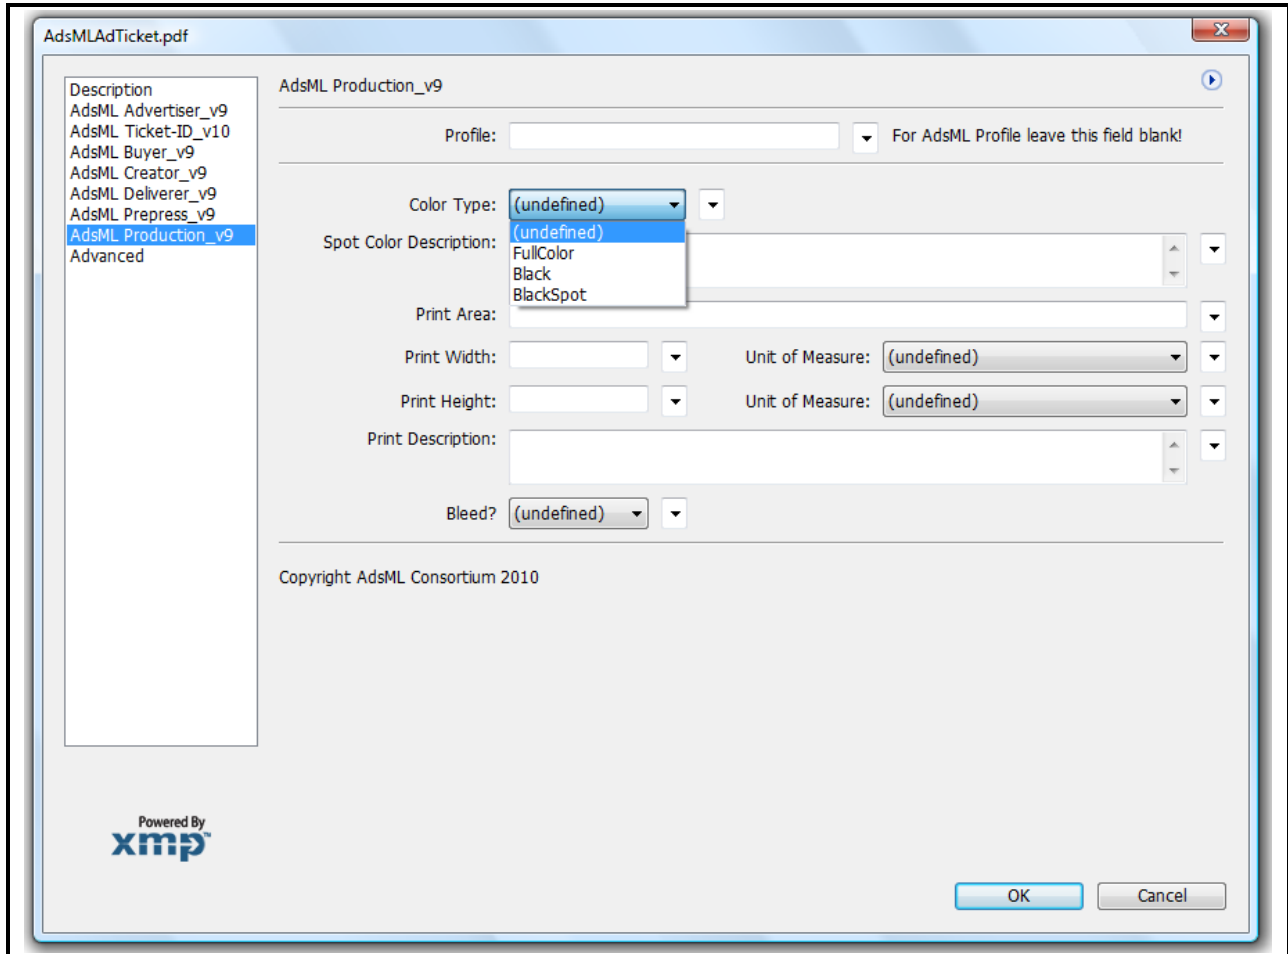 AdsMLAdTicket.pdf
Description
AdsML Advertiser_v9
AdsML Ticket-ID_v10
AdsML Buyer_v9
AdsML Creator_v9
AdsML Deliverer_v9
AdsML Prepress_v9
AdsML Production_v9
Advanced
AdsML Production_v9
Profile: For AdsML Profile leave this field blank!
Color Type: (undefined)
(undefined)
FullColor
Black
BlackSpot
Spot Color Description:
Print Area:
Print Width: Unit of Measure: (undefined)
Print Height: Unit of Measure: (undefined)
Print Description:
Bleed? (undefined)
Copyright AdsML Consortium 2010
Powered By
xmp™
OK Cancel